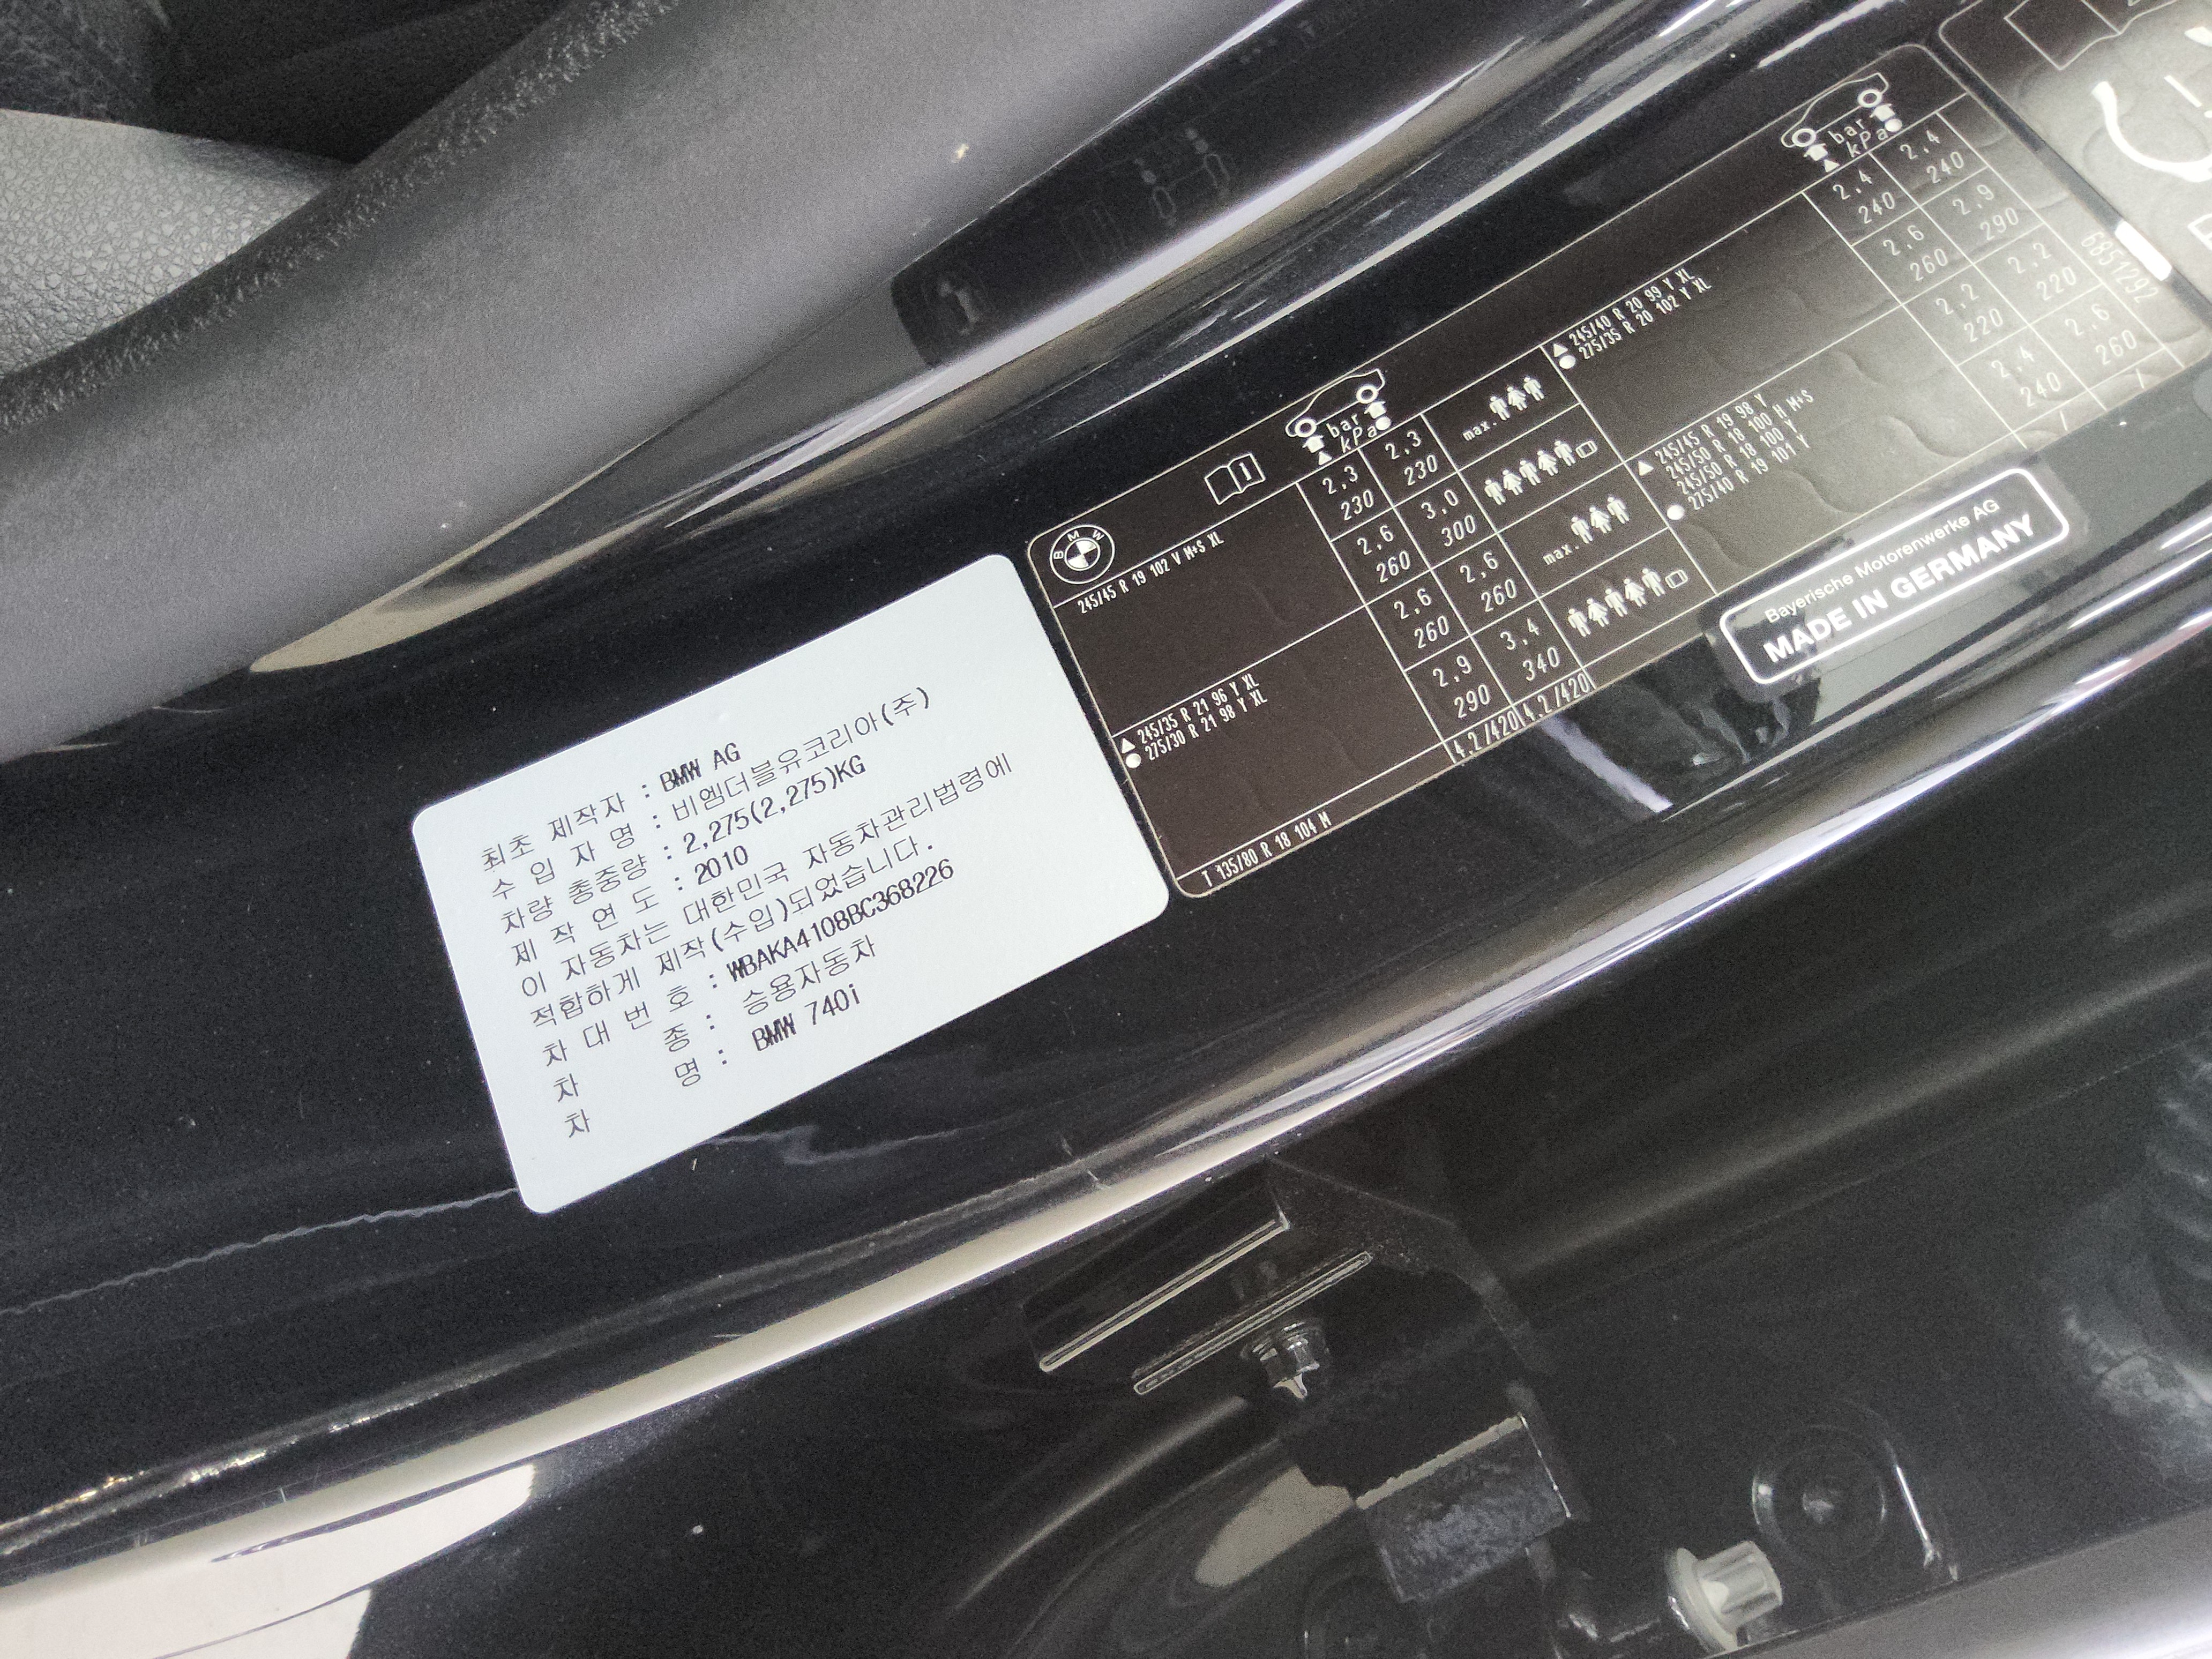 최초 제작자 : BMW AG
수 입 자 명 : 비엠더블유코리아(주)
차량 총중량 : 2,275(2,275)KG
제 작 연 도 : 2010
이 자동차는 대한민국 자동차관리법령에
적합하게 제작(수입)되었습니다.
차 대 번 호 : WBAKA4108BC368226
차 종 : 승용자동차
차 명 : BMW 740i
BMW
bar
kPa
245/45 R 19 102 V M+S XL
2,3 2,3
230 230
2,6 3,0
260 300
▲ 245/35 R 21 96 Y XL
● 275/30 R 21 98 Y XL
2,6 2,6
260 260
2,9 3,4
290 340
T 135/80 R 18 104 M
4,2/420 4,2/420
max.
max.
bar
kPa
▲ 245/40 R 20 99 Y XL
● 275/35 R 20 102 Y XL
2,4 2,4
240 240
2,6 2,9
260 290
▲ 245/45 R 19 98 Y
245/50 R 18 100 H M+S
245/50 R 18 100 Y
● 275/40 R 19 101 Y
2,2 2,2
220 220
2,4 2,6
240 260
/ /
Bayerische Motorenwerke AG
MADE IN GERMANY